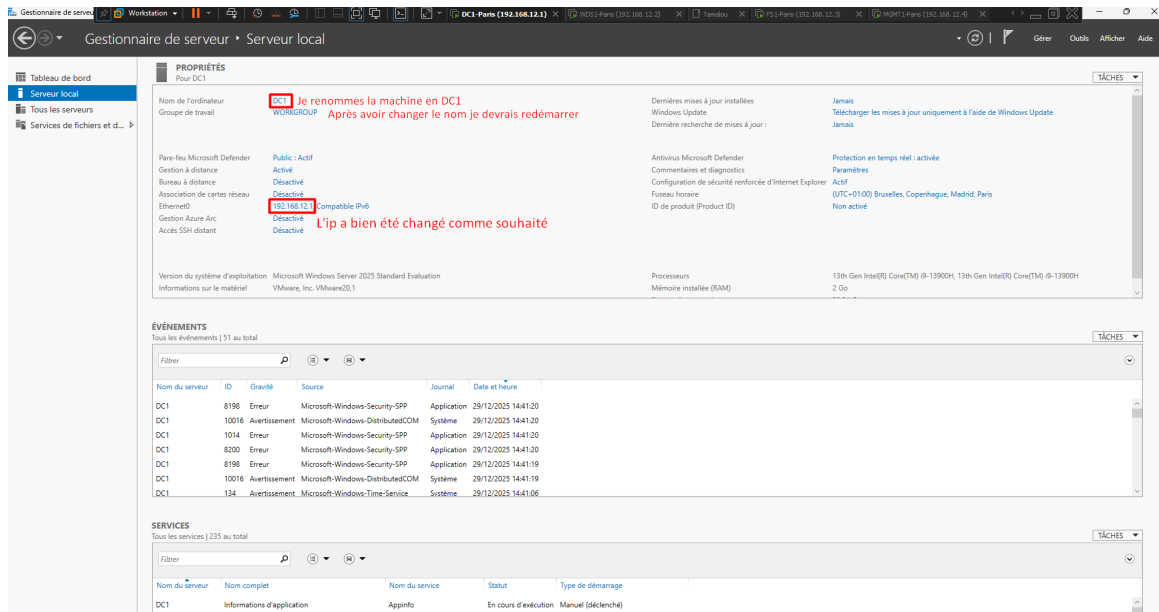 Gestionnaire de serveur
Workstation
DC1-Paris (192.168.12.1)
WDS1-Paris (192.168.12.2)
Tamalou
FS1-Paris (192.168.12.3)
MGMT1-Paris (192.168.12.4)
Gestionnaire de serveur • Serveur local
Gérer Outils Afficher Aide
Tableau de bord
Serveur local
Tous les serveurs
Services de fichiers et d...
PROPRIÉTÉS
Pour DC1
TÂCHES
Nom de l'ordinateur DC1 Je renommes la machine en DC1
Groupe de travail WORKGROUP Après avoir changer le nom je devrais redémarrer
Dernières mises à jour installées Jamais
Windows Update Télécharger les mises à jour uniquement à l'aide de Windows Update
Dernière recherche de mises à jour : Jamais
Pare-feu Microsoft Defender Public : Actif
Gestion à distance Activé
Bureau à distance Désactivé
Association de cartes réseau Désactivé
Ethernet0 192.168.12.1, Compatible IPv6
Gestion Azure Arc Désactivé
Accès SSH distant Désactivé
L'ip a bien été changé comme souhaité
Antivirus Microsoft Defender Protection en temps réel : activée
Commentaires et diagnostics Paramètres
Configuration de sécurité renforcée d'Internet Explorer Actif
Fuseau horaire (UTC+01:00) Bruxelles, Copenhague, Madrid, Paris
ID de produit (Product ID) Non activé
Version du système d'exploitation Microsoft Windows Server 2025 Standard Evaluation
Informations sur le matériel VMware, Inc. VMware20,1
Processeurs 13th Gen Intel(R) Core(TM) i9-13900H, 13th Gen Intel(R) Core(TM) i9-13900H
Mémoire installée (RAM) 2 Go
ÉVÉNEMENTS
Tous les événements | 51 au total
TÂCHES
Filtrer
Nom du serveur ID Gravité Source Journal Date et heure
DC1 8198 Erreur Microsoft-Windows-Security-SPP Application 29/12/2025 14:41:20
DC1 10016 Avertissement Microsoft-Windows-DistributedCOM Système 29/12/2025 14:41:20
DC1 1014 Erreur Microsoft-Windows-Security-SPP Application 29/12/2025 14:41:20
DC1 8200 Erreur Microsoft-Windows-Security-SPP Application 29/12/2025 14:41:20
DC1 8198 Erreur Microsoft-Windows-Security-SPP Application 29/12/2025 14:41:19
DC1 10016 Avertissement Microsoft-Windows-DistributedCOM Système 29/12/2025 14:41:19
DC1 134 Avertissement Microsoft-Windows-Time-Service Système 29/12/2025 14:41:06
SERVICES
Tous les services | 235 au total
TÂCHES
Filtrer
Nom du serveur Nom complet Nom du service Statut Type de démarrage
DC1 Informations d'application Appinfo En cours d'exécution Manuel (déclenché)